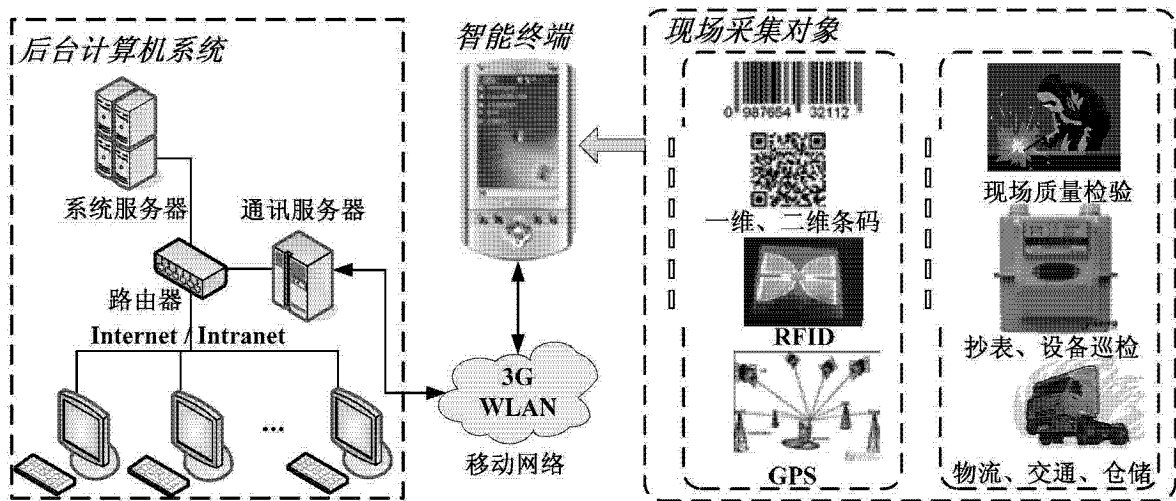 后台计算机系统
系统服务器
通讯服务器
路由器
Internet / Intranet
...
智能终端
3G
WLAN
移动网络
现场采集对象
0 987654 32112
一维、二维条码
RFID
GPS
现场质量检验
抄表、设备巡检
物流、交通、仓储